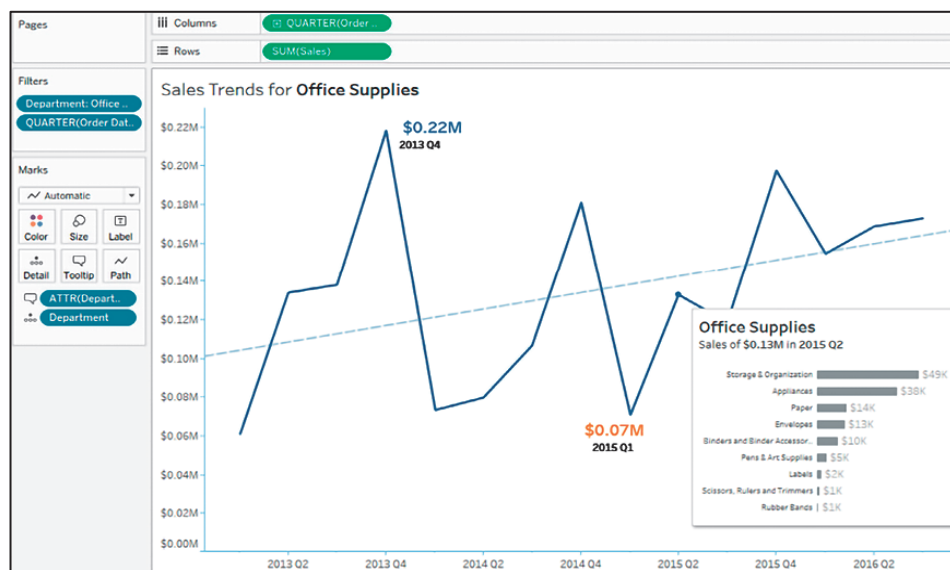 Pages
Columns
QUARTER(Order ..
Rows
SUM(Sales)
Filters
Department: Office ..
QUARTER(Order Dat..
Marks
Automatic
Color
Size
Label
Detail
Tooltip
Path
ATTR(Depart..
Department
Sales Trends for Office Supplies
$0.22M
$0.20M
$0.18M
$0.16M
$0.14M
$0.12M
$0.10M
$0.08M
$0.06M
$0.04M
$0.02M
$0.00M
$0.22M
2013 Q4
$0.07M
2015 Q1
Office Supplies
Sales of $0.13M in 2015 Q2
Storage & Organization $49K
Appliances $38K
Paper $14K
Envelopes $13K
Binders and Binder Accessor... $10K
Pens & Art Supplies $5K
Labels $2K
Scissors, Rulers and Trimmers $1K
Rubber Bands $1K
2013 Q2 2013 Q4 2014 Q2 2014 Q4 2015 Q2 2015 Q4 2016 Q2